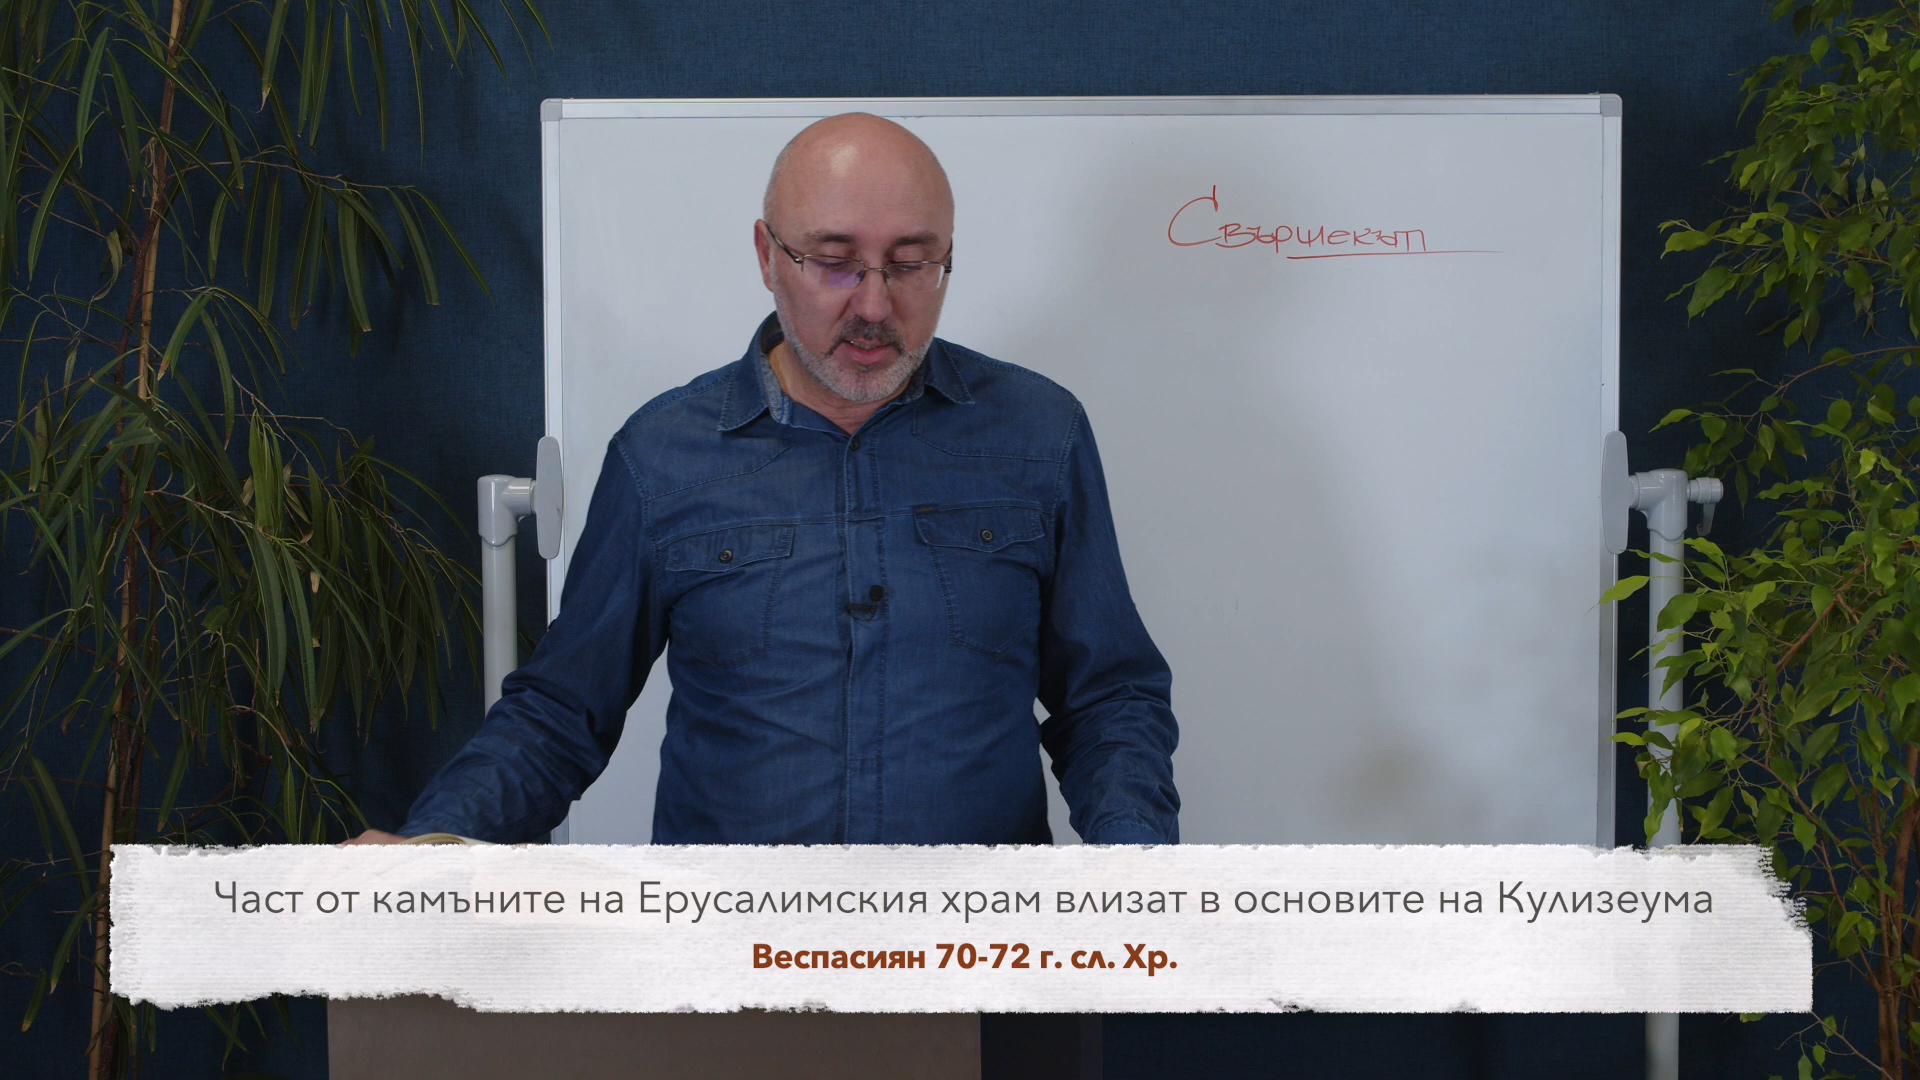 Свършекът
Част от камъните на Ерусалимския храм влизат в основите на Кулизеума
Веспасиян 70-72 г. сл. Хр.